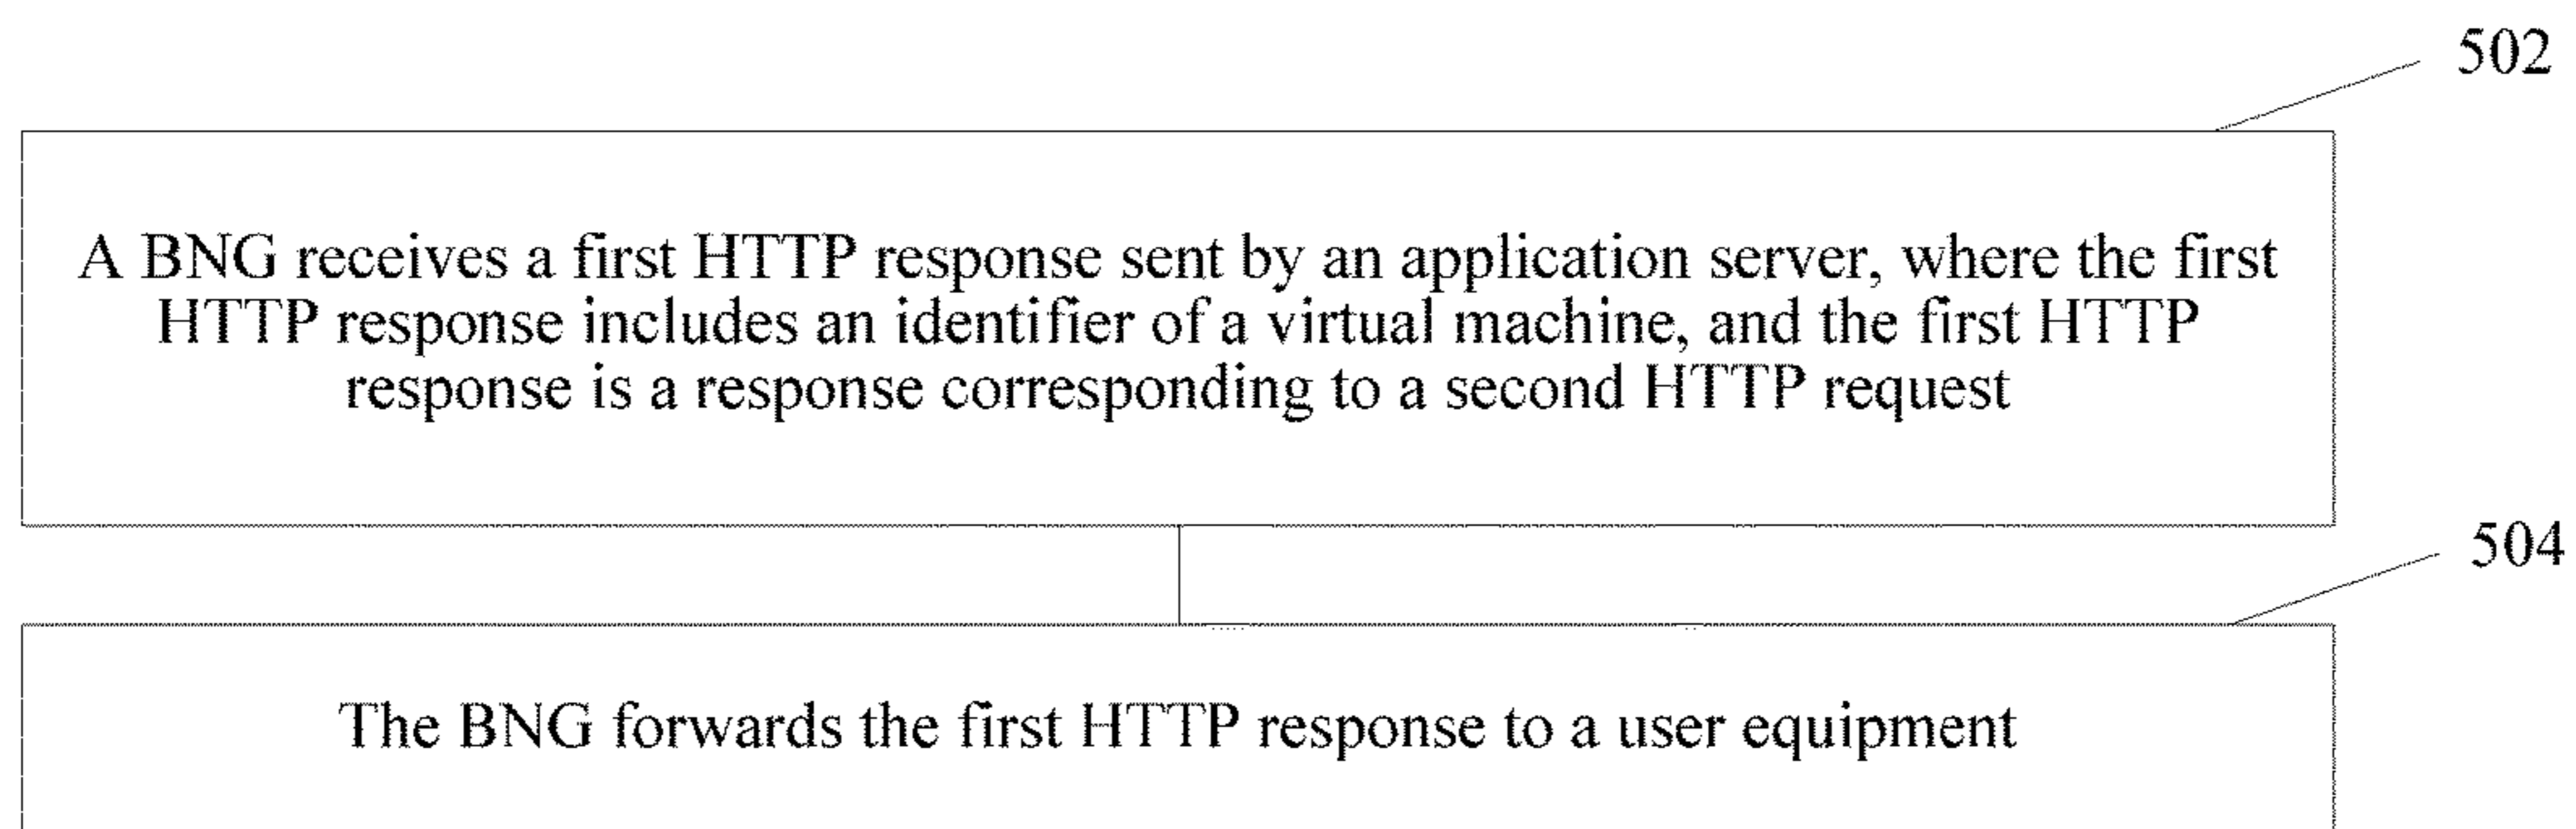 502
A BNG receives a first HTTP response sent by an application server, where the first
HTTP response includes an identifier of a virtual machine, and the first HTTP
response is a response corresponding to a second HTTP request
504
The BNG forwards the first HTTP response to a user equipment